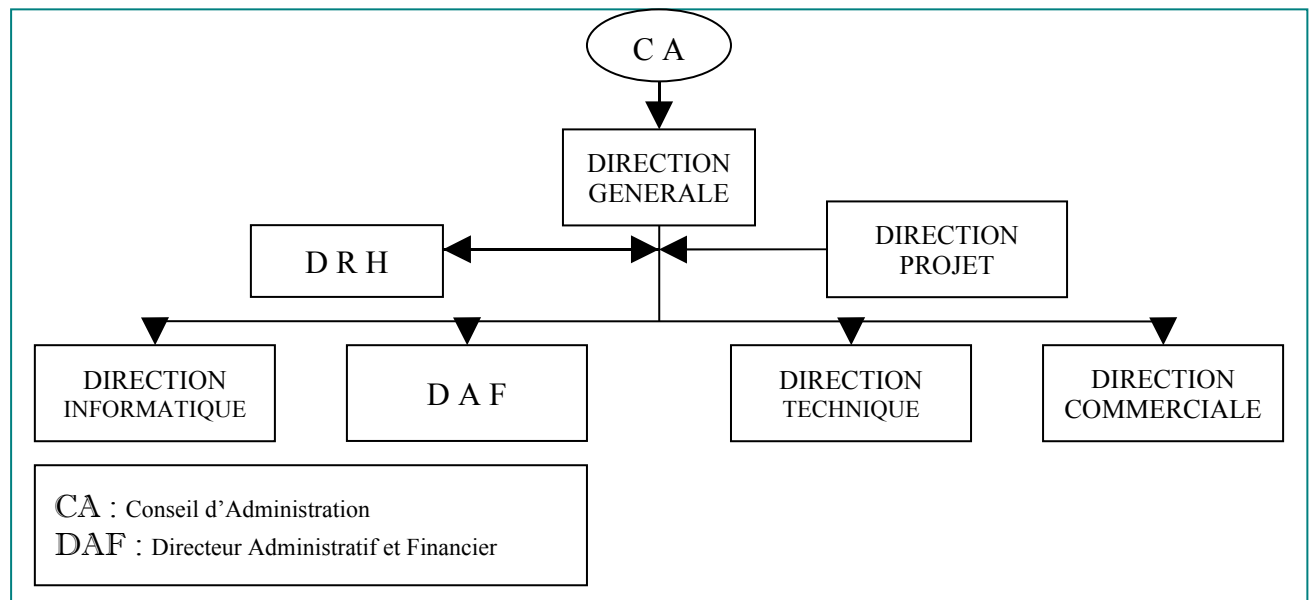 C A
DIRECTION
GENERALE
D R H
DIRECTION
PROJET
DIRECTION
INFORMATIQUE
D A F
DIRECTION
TECHNIQUE
DIRECTION
COMMERCIALE
CA : Conseil d’Administration
DAF : Directeur Administratif et Financier